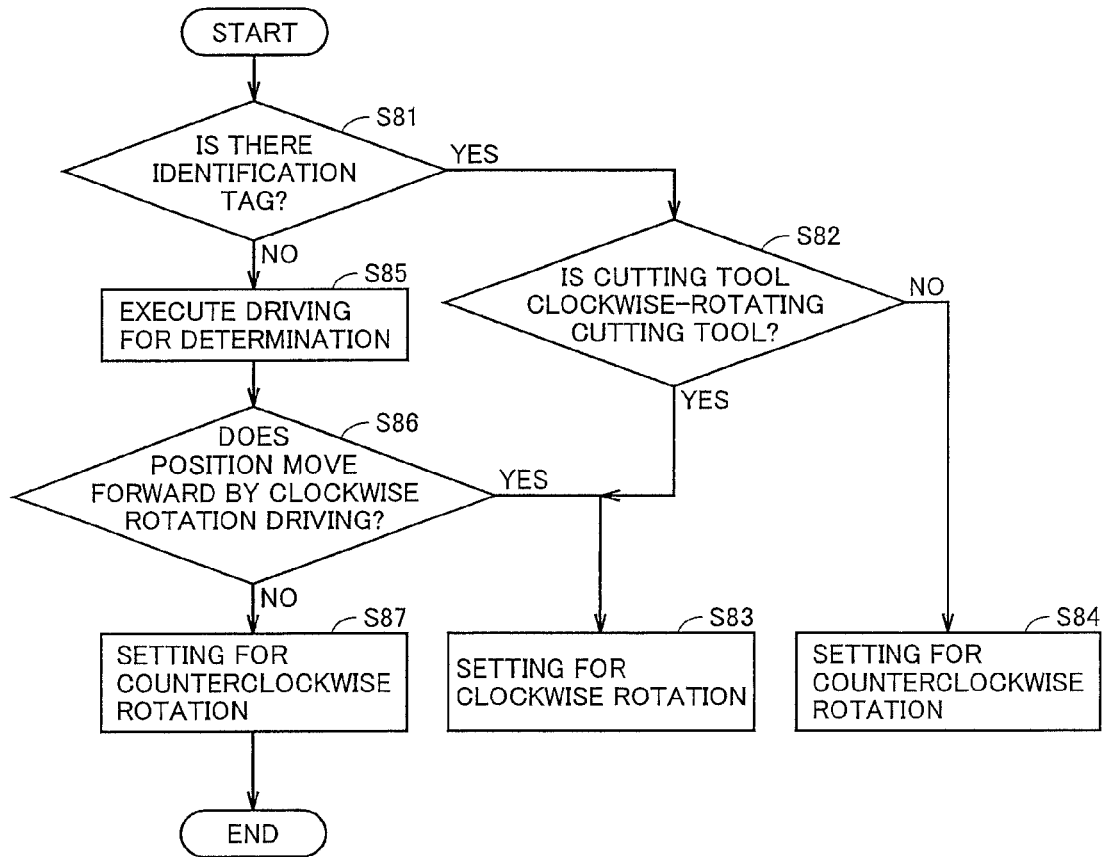 START
S81
IS THERE
IDENTIFICATION
TAG?
YES
NO
S82
IS CUTTING TOOL
CLOCKWISE-ROTATING
CUTTING TOOL?
NO
YES
S85
EXECUTE DRIVING
FOR DETERMINATION
S86
DOES
POSITION MOVE
FORWARD BY CLOCKWISE
ROTATION DRIVING?
YES
NO
S87
SETTING FOR
COUNTERCLOCKWISE
ROTATION
S83
SETTING FOR
CLOCKWISE ROTATION
S84
SETTING FOR
COUNTERCLOCKWISE
ROTATION
END